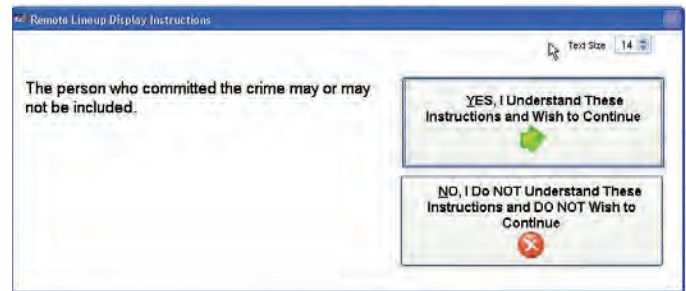 Remote Lineup Display Instructions
Text Size 14
The person who committed the crime may or may
not be included.
YES, I Understand These
Instructions and Wish to Continue
NO, I Do NOT Understand These
Instructions and DO NOT Wish to
Continue